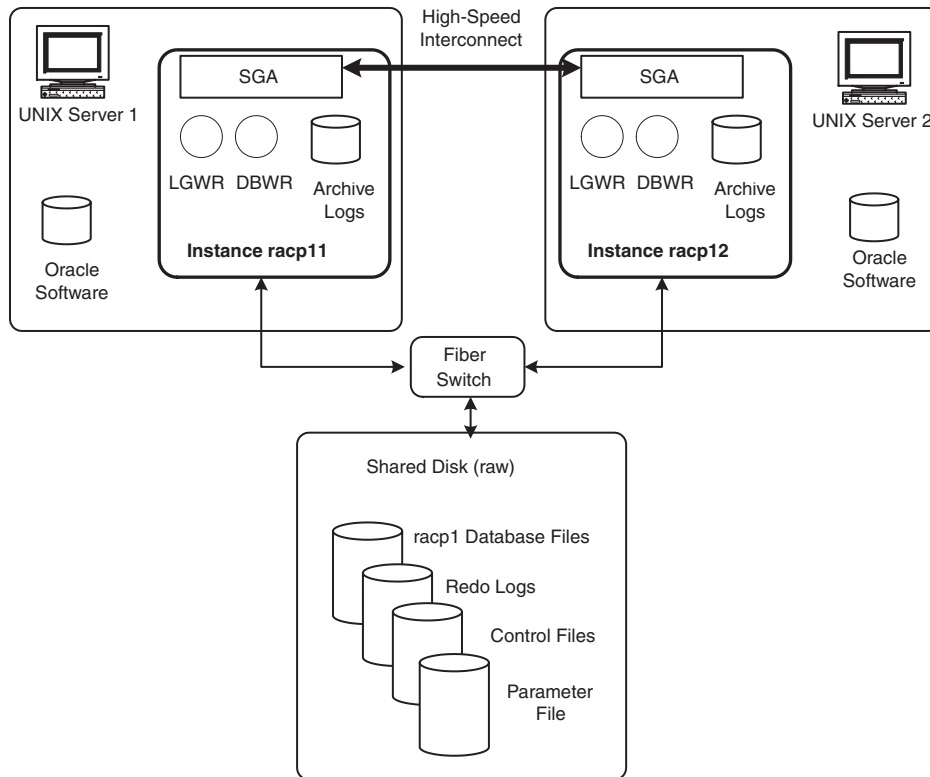 High-Speed
Interconnect
UNIX Server 1
SGA
LGWR
DBWR
Archive
Logs
Instance racp11
Oracle
Software
SGA
LGWR
DBWR
Archive
Logs
Instance racp12
UNIX Server 2
Oracle
Software
Fiber
Switch
Shared Disk (raw)
racp1 Database Files
Redo Logs
Control Files
Parameter
File